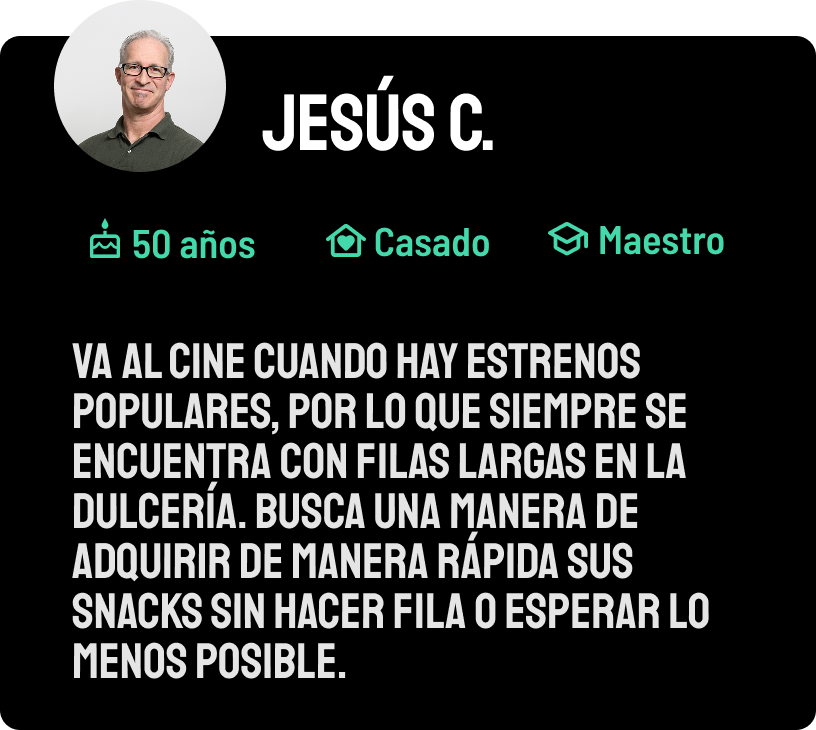 JESÚS C.
50 años
Casado
Maestro
VA AL CINE CUANDO HAY ESTRENOS
POPULARES, POR LO QUE SIEMPRE SE
ENCUENTRA CON FILAS LARGAS EN LA
DULCERÍA. BUSCA UNA MANERA DE
ADQUIRIR DE MANERA RÁPIDA SUS
SNACKS SIN HACER FILA O ESPERAR LO
MENOS POSIBLE.